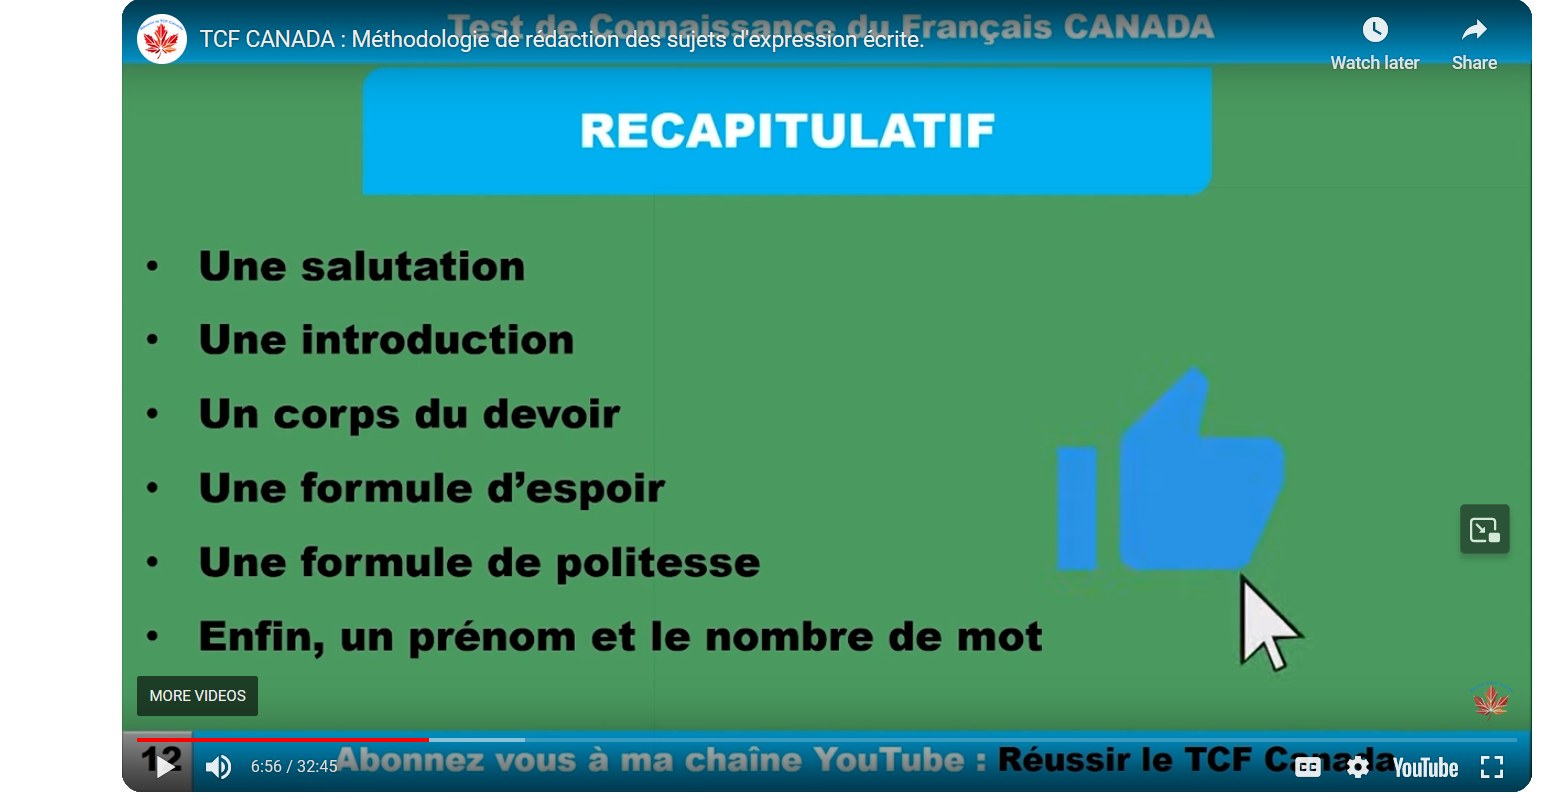 Test de Connaissance du Français CANADA
TCF CANADA : Méthodologie de rédaction des sujets d'expression écrite.
Watch later
Share
RECAPITULATIF
• Une salutation
• Une introduction
• Un corps du devoir
• Une formule d’espoir
• Une formule de politesse
• Enfin, un prénom et le nombre de mot
MORE VIDEOS
12
6:56 / 32:45
Abonnez vous à ma chaîne YouTube : Réussir le TCF Canada
CC
YouTube